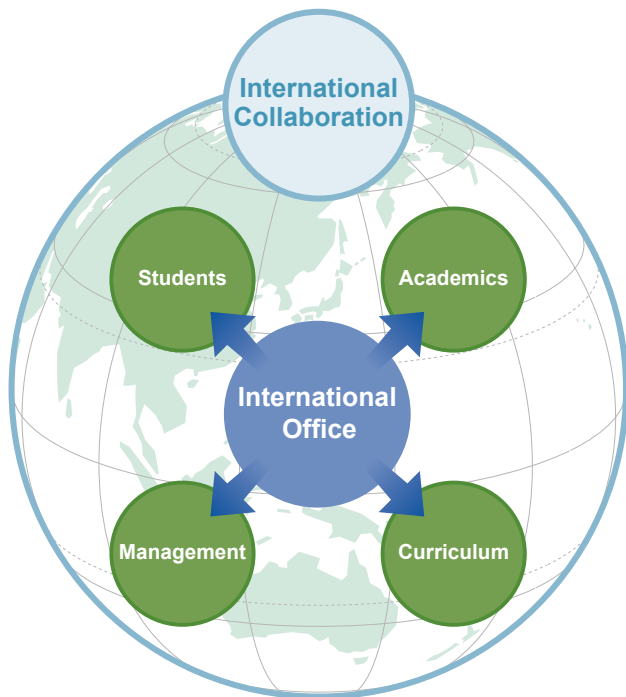 International
Collaboration
Students
Academics
International
Office
Management
Curriculum